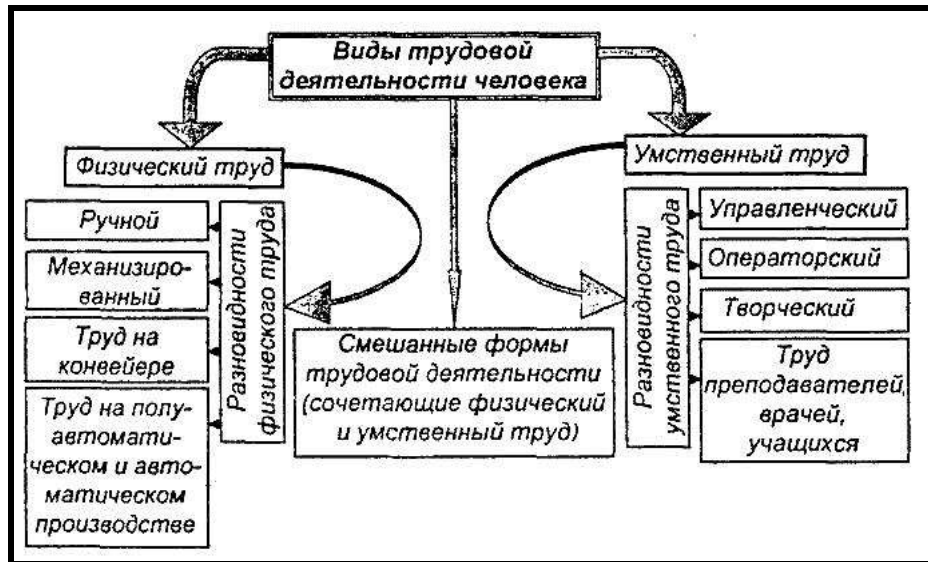 Виды трудовой
деятельности человека
Физический труд
Ручной
Механизиро-
ванный
Труд на
конвейере
Труд на полу-
автомати-
ческом и авто-
матическом
производстве
Разновидности
физического труда
Смешанные формы
трудовой деятельности
(сочетающие физический
и умственный труд)
Умственный труд
Разновидности
умственного труда
Управленческий
Операторский
Творческий
Труд
преподавателей,
врачей,
учащихся